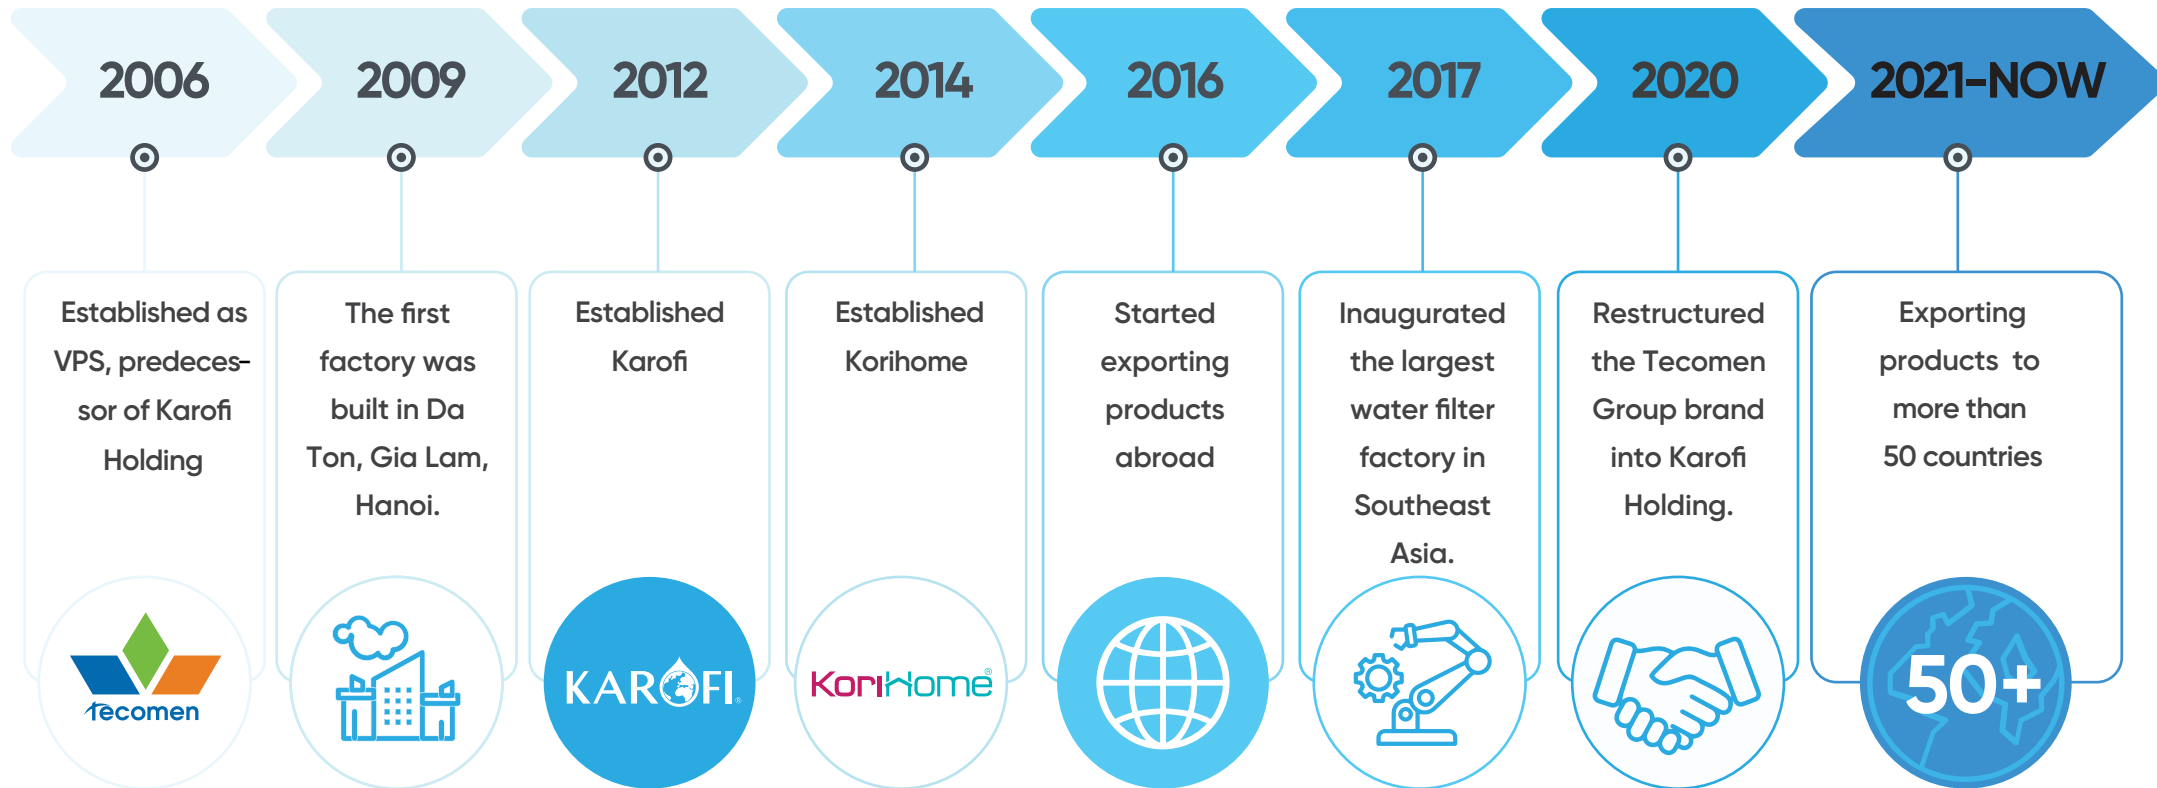 2006
2009
2012
2014
2016
2017
2020
2021-NOW
Established as
VPS, predeces-
sor of Karofi
Holding
The first
factory was
built in Da
Ton, Gia Lam,
Hanoi.
Established
Karofi
Established
Korihome
Started
exporting
products
abroad
Inaugurated
the largest
water filter
factory in
Southeast
Asia.
Restructured
the Tecomen
Group brand
into Karofi
Holding.
Exporting
products to
more than
50 countries
Tecomen
KAROFI®
KoriHome®
50+